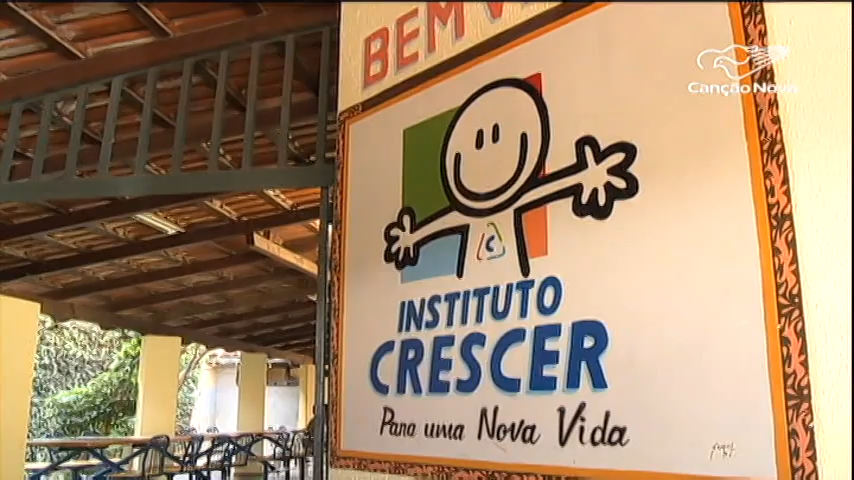 BEM V
Canção Nova
C
INSTITUTO
CRESCER
Para uma Nova Vida